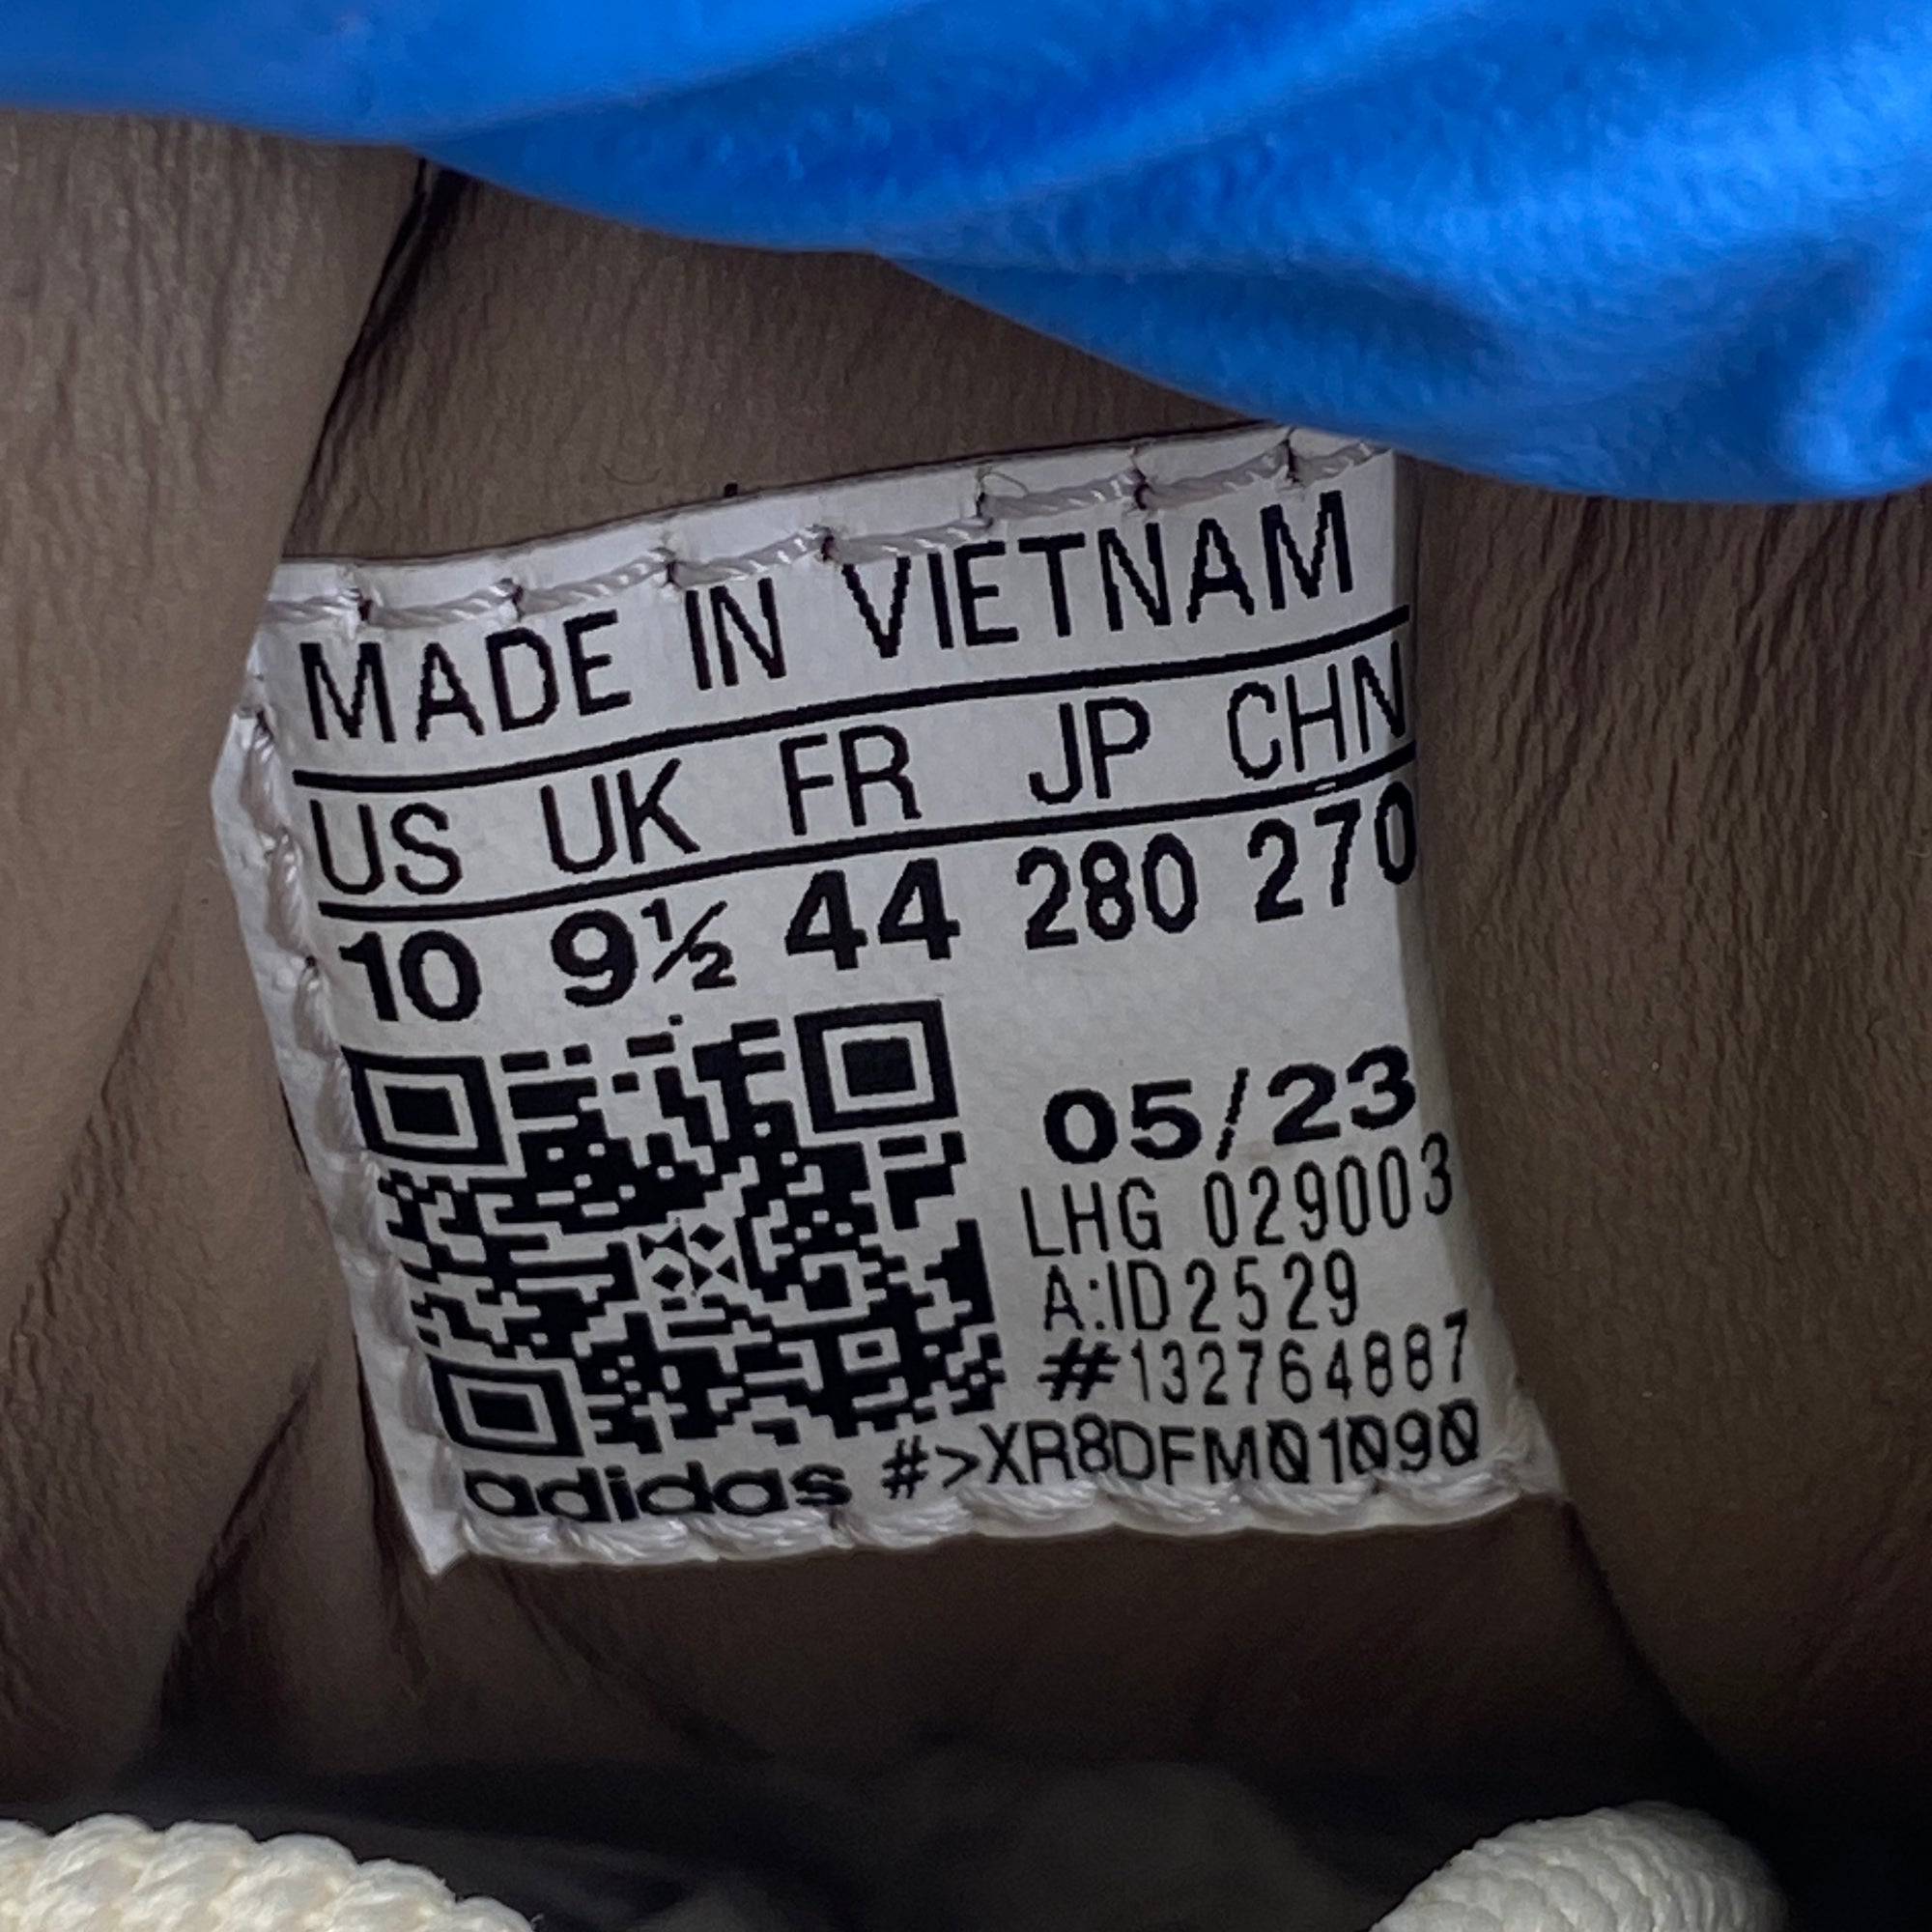 MADE IN VIETNAM
US UK FR JP CHN
10 9½ 44 280 270
05/23
LHG 029003
A:ID2529
#132764887
adidas #>XR8DFM01090